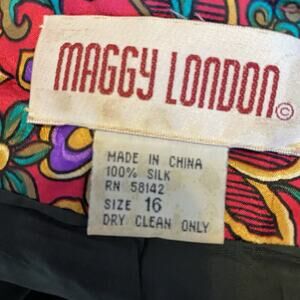 MAGGY LONDON©
MADE IN CHINA
100% SILK
RN 58142
SIZE 16
DRY CLEAN ONLY